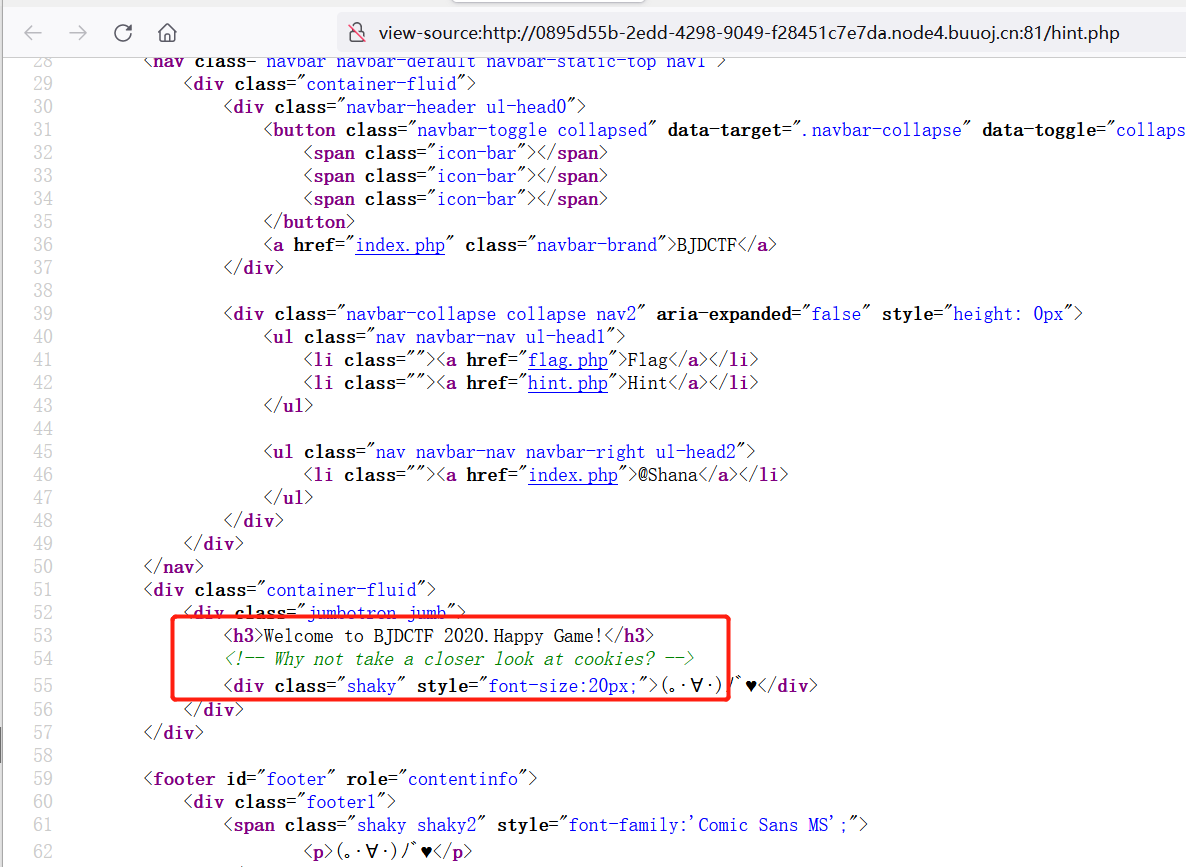 view-source:http://0895d55b-2edd-4298-9049-f28451c7e7da.node4.buuoj.cn:81/hint.php
28 <nav class="navbar navbar-default navbar-static-top nav1">
29 <div class="container-fluid">
30 <div class="navbar-header ul-head0">
31 <button class="navbar-toggle collapsed" data-target=".navbar-collapse" data-toggle="collaps
32 <span class="icon-bar"></span>
33 <span class="icon-bar"></span>
34 <span class="icon-bar"></span>
35 </button>
36 <a href="index.php" class="navbar-brand">BJDCTF</a>
37 </div>
38
39 <div class="navbar-collapse collapse nav2" aria-expanded="false" style="height: 0px">
40 <ul class="nav navbar-nav ul-head1">
41 <li class=""><a href="flag.php">Flag</a></li>
42 <li class=""><a href="hint.php">Hint</a></li>
43 </ul>
44
45 <ul class="nav navbar-nav navbar-right ul-head2">
46 <li class=""><a href="index.php">@Shana</a></li>
47 </ul>
48 </div>
49 </div>
50 </nav>
51 <div class="container-fluid">
52 <div class="jumbotron jumb">
53 <h3>Welcome to BJDCTF 2020.Happy Game!</h3>
54 <!-- Why not take a closer look at cookies? -->
55 <div class="shaky" style="font-size:20px;">(｡･∀･)ﾉﾞ♥</div>
56 </div>
57 </div>
58
59 <footer id="footer" role="contentinfo">
60 <div class="footer1">
61 <span class="shaky shaky2" style="font-family:'Comic Sans MS';">
62 <p>(｡･∀･)ﾉﾞ♥</p>